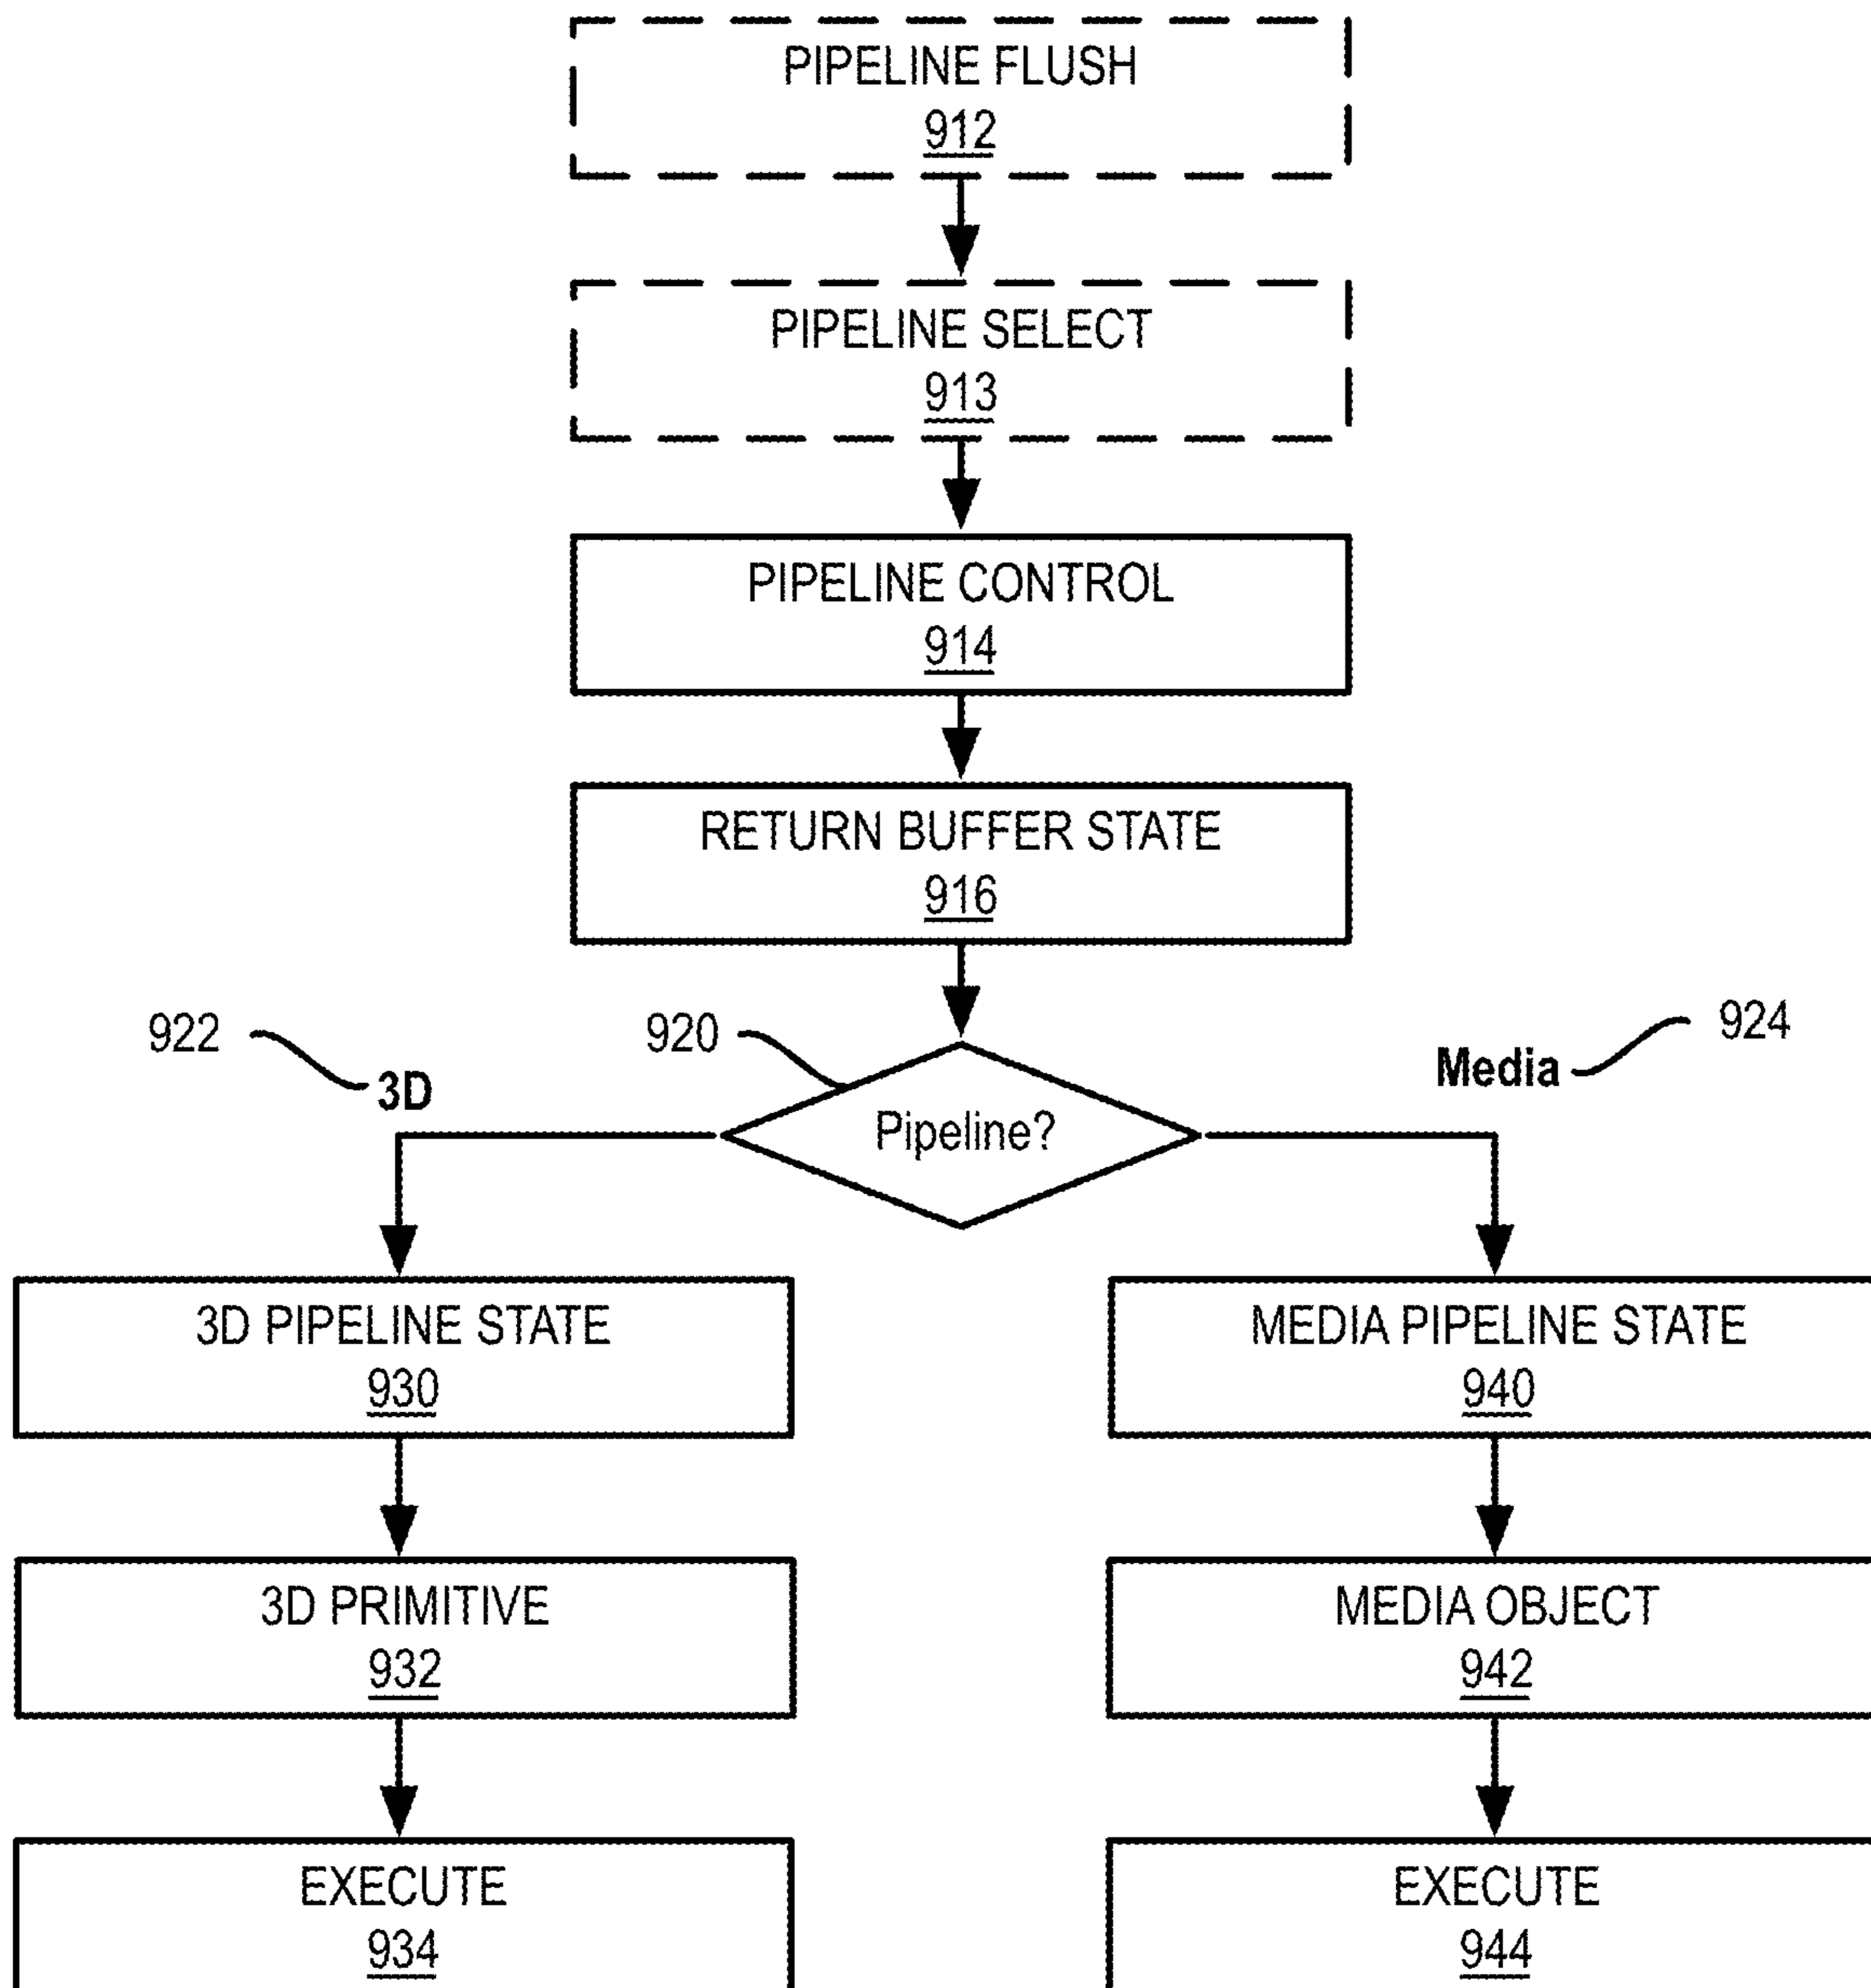 PIPELINE FLUSH
912
PIPELINE SELECT
913
PIPELINE CONTROL
914
RETURN BUFFER STATE
916
922
920
924
3D
Media
Pipeline?
3D PIPELINE STATE
930
MEDIA PIPELINE STATE
940
3D PRIMITIVE
932
MEDIA OBJECT
942
EXECUTE
934
EXECUTE
944